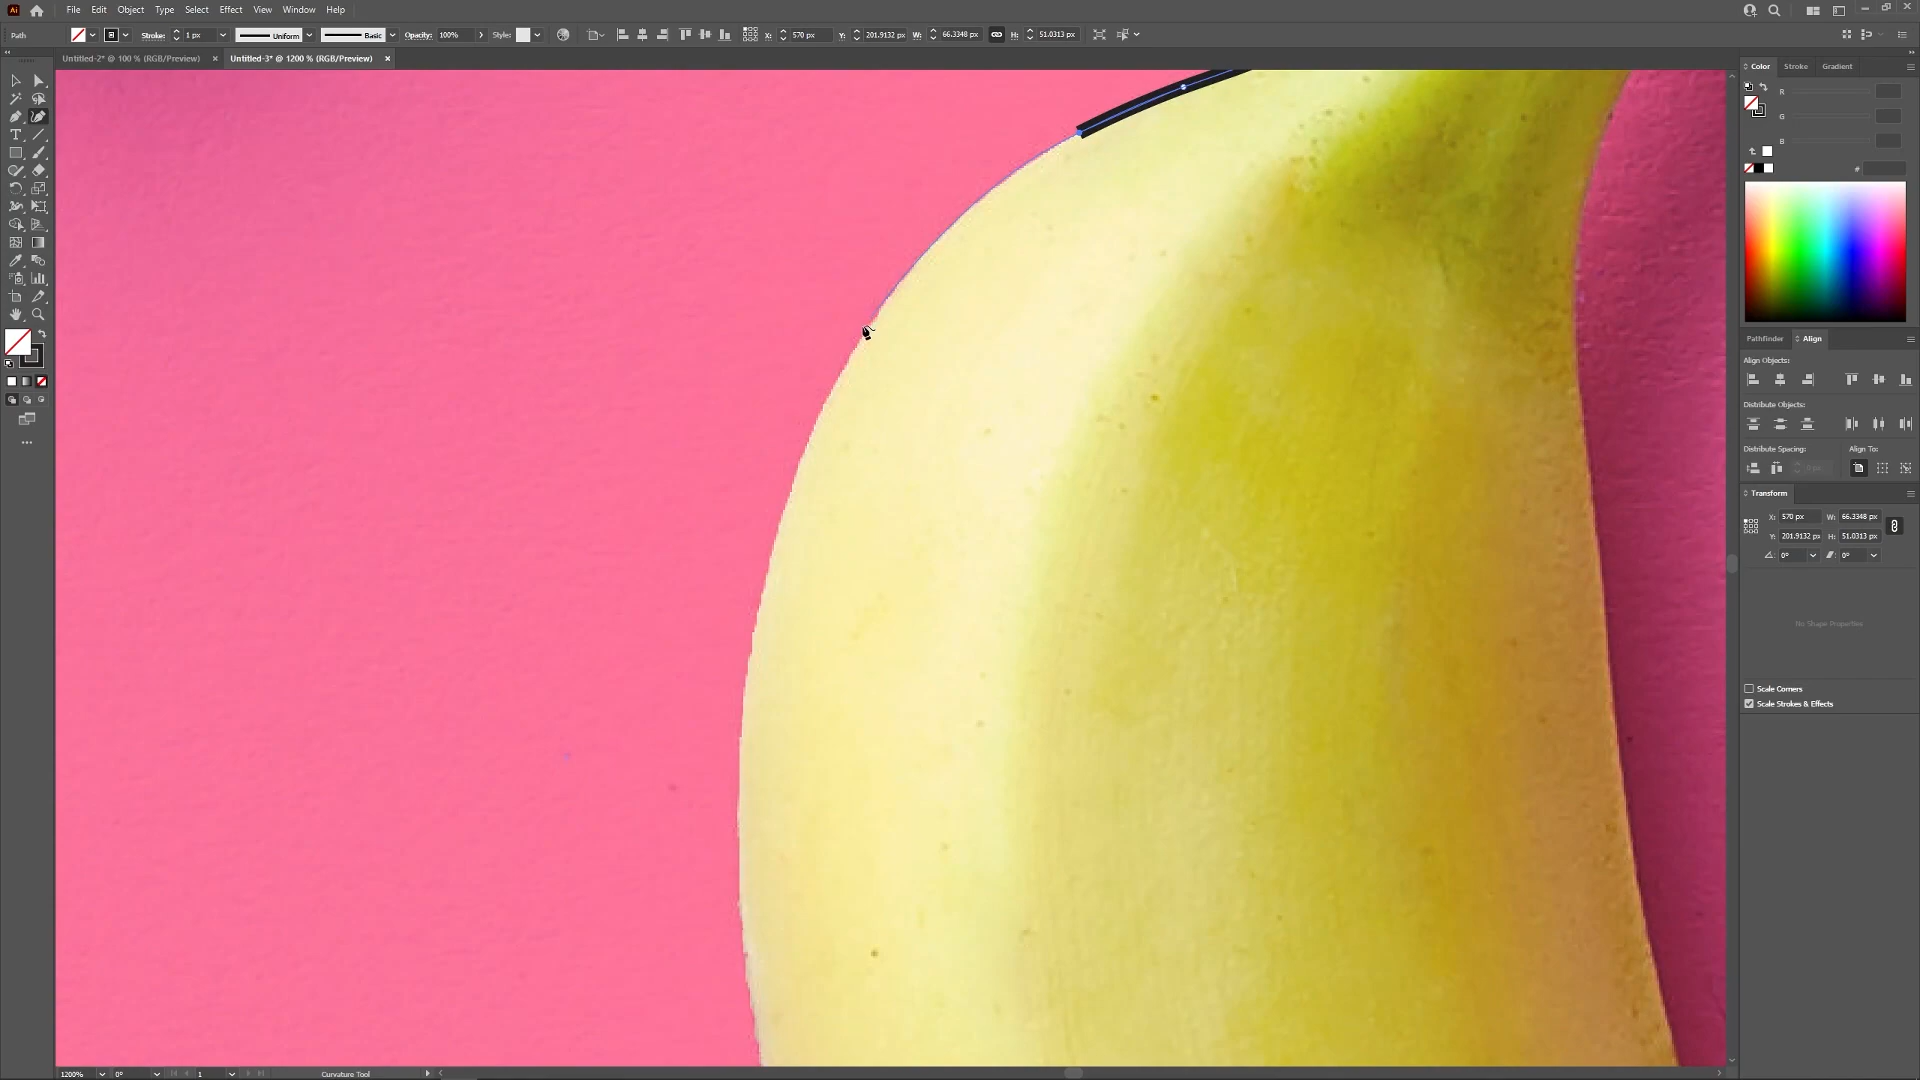 Ai File Edit Object Type Select Effect View Window Help
Path Stroke: 1 px Uniform Basic Opacity: 100% Style: X: 570 px Y: 201.9132 px W: 66.3348 px H: 51.0313 px
Untitled-2* @ 100 % (RGB/Preview) × Untitled-3* @ 1200 % (RGB/Preview) ×
Color Stroke Gradient
R
G
B
#
Pathfinder Align
Align Objects:
Distribute Objects:
Distribute Spacing: Align To:
0 px
Transform
X: 570 px W: 66.3348 px
Y: 201.9132 px H: 51.0313 px
0° 0°
No Shape Properties
Scale Corners
Scale Strokes & Effects
1200% 0° 1 Curvature Tool